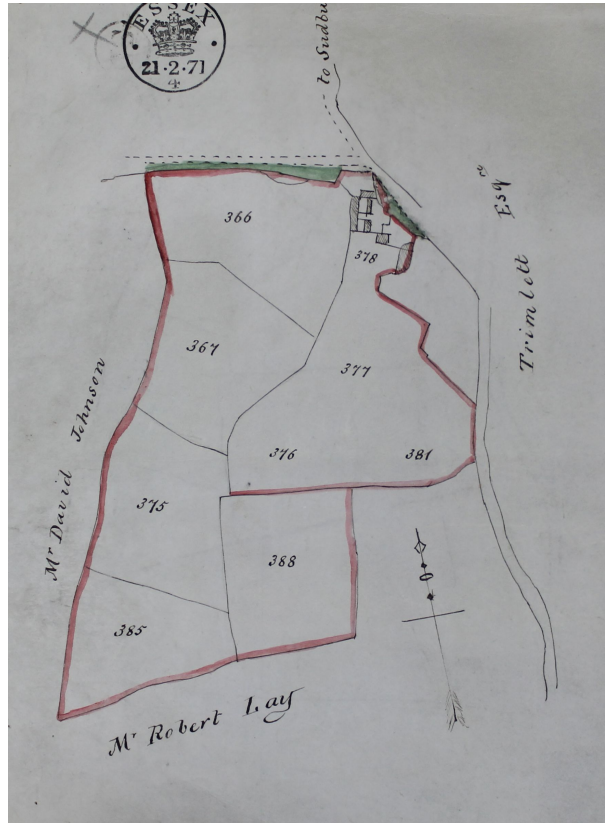 ESSEX
21·2·71
to Sudbu
Esqre
Trimlett
366
378
367
377
376
381
375
388
385
Mr David Johnson
Mr Robert Lay